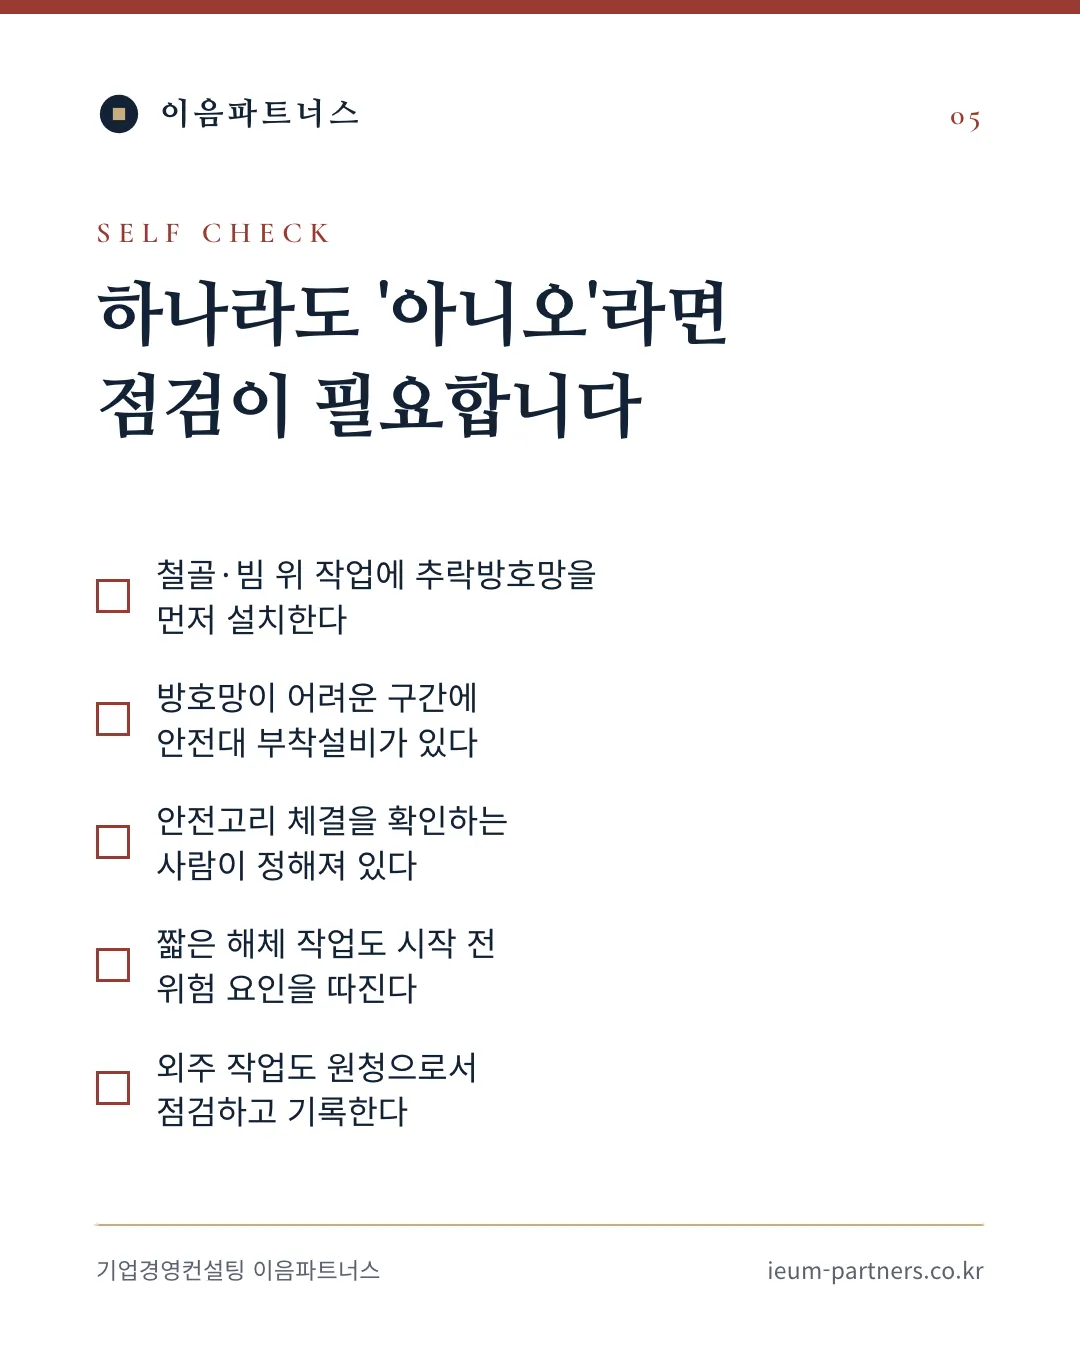 이음파트너스
05
SELF CHECK
하나라도 '아니오'라면
점검이 필요합니다
철골·빔 위 작업에 추락방호망을
먼저 설치한다
방호망이 어려운 구간에
안전대 부착설비가 있다
안전고리 체결을 확인하는
사람이 정해져 있다
짧은 해체 작업도 시작 전
위험 요인을 따진다
외주 작업도 원청으로서
점검하고 기록한다
기업경영컨설팅 이음파트너스
ieum-partners.co.kr